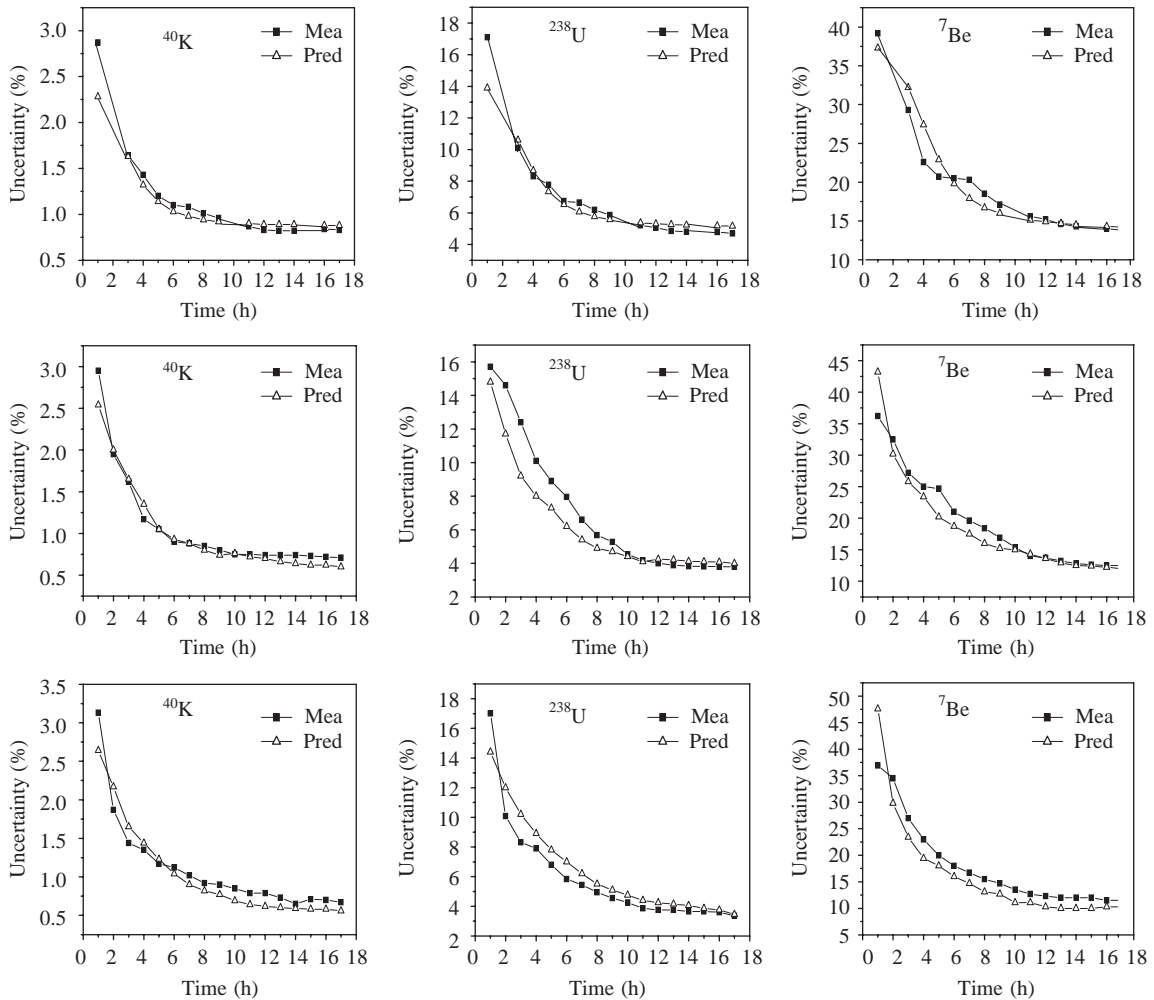 ⁴⁰K
Mea
Pred
Uncertainty (%)
3.0
2.5
2.0
1.5
1.0
0.5
0 2 4 6 8 10 12 14 16 18
Time (h)
²³⁸U
Mea
Pred
Uncertainty (%)
18
16
14
12
10
8
6
4
0 2 4 6 8 10 12 14 16 18
Time (h)
⁷Be
Mea
Pred
Uncertainty (%)
40
35
30
25
20
15
10
0 2 4 6 8 10 12 14 16 18
Time (h)
⁴⁰K
Mea
Pred
Uncertainty (%)
3.0
2.5
2.0
1.5
1.0
0.5
0 2 4 6 8 10 12 14 16 18
Time (h)
²³⁸U
Mea
Pred
Uncertainty (%)
16
14
12
10
8
6
4
2
0 2 4 6 8 10 12 14 16 18
Time (h)
⁷Be
Mea
Pred
Uncertainty (%)
45
40
35
30
25
20
15
10
0 2 4 6 8 10 12 14 16 18
Time (h)
⁴⁰K
Mea
Pred
Uncertainty (%)
3.5
3.0
2.5
2.0
1.5
1.0
0.5
0 2 4 6 8 10 12 14 16 18
Time (h)
²³⁸U
Mea
Pred
Uncertainty (%)
18
16
14
12
10
8
6
4
2
0 2 4 6 8 10 12 14 16 18
Time (h)
⁷Be
Mea
Pred
Uncertainty (%)
50
45
40
35
30
25
20
15
10
5
0 2 4 6 8 10 12 14 16 18
Time (h)